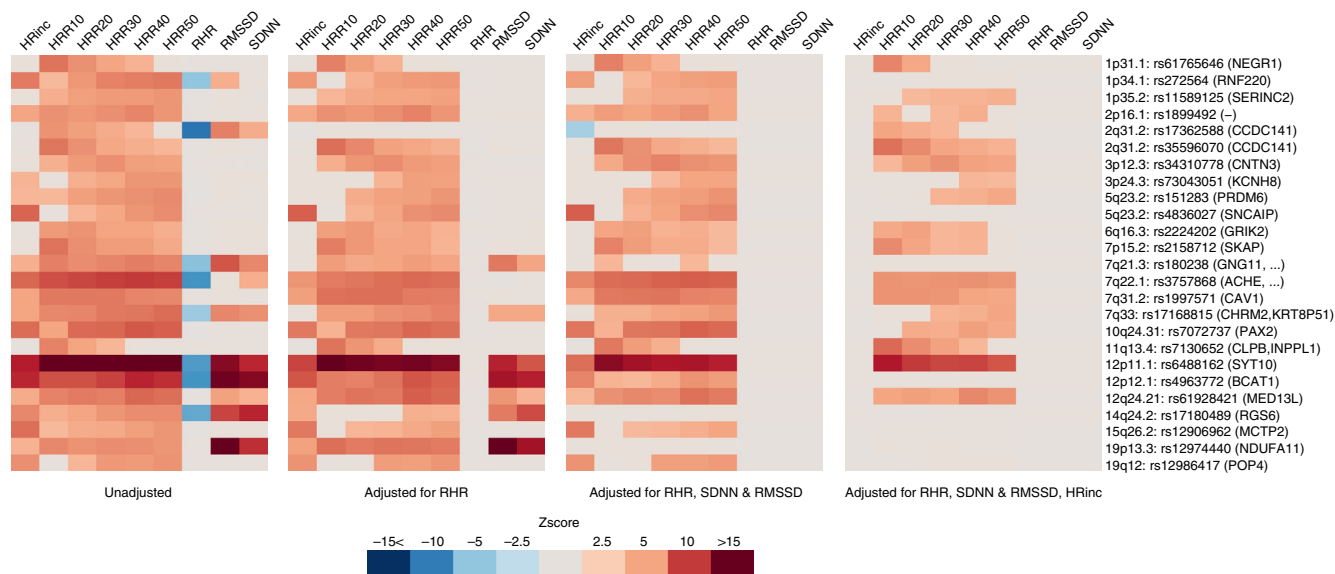 HRinc HRR10 HRR20 HRR30 HRR40 HRR50 RHR RMSSD SDNN HRinc HRR10 HRR20 HRR30 HRR40 HRR50 RHR RMSSD SDNN HRinc HRR10 HRR20 HRR30 HRR40 HRR50 RHR RMSSD SDNN HRinc HRR10 HRR20 HRR30 HRR40 HRR50 RHR RMSSD SDNN
1p31.1: rs61765646 (NEGR1)
1p34.1: rs272564 (RNF220)
1p35.2: rs11589125 (SERINC2)
2p16.1: rs1899492 (−)
2q31.2: rs17362588 (CCDC141)
2q31.2: rs35596070 (CCDC141)
3p12.3: rs34310778 (CNTN3)
3p24.3: rs73043051 (KCNH8)
5q23.2: rs151283 (PRDM6)
5q23.2: rs4836027 (SNCAIP)
6q16.3: rs2224202 (GRIK2)
7p15.2: rs2158712 (SKAP)
7q21.3: rs180238 (GNG11, ...)
7q22.1: rs3757868 (ACHE, ...)
7q31.2: rs1997571 (CAV1)
7q33: rs17168815 (CHRM2,KRT8P51)
10q24.31: rs7072737 (PAX2)
11q13.4: rs7130652 (CLPB,INPPL1)
12p11.1: rs6488162 (SYT10)
12p12.1: rs4963772 (BCAT1)
12q24.21: rs61928421 (MED13L)
14q24.2: rs17180489 (RGS6)
15q26.2: rs12906962 (MCTP2)
19p13.3: rs12974440 (NDUFA11)
19q12: rs12986417 (POP4)
Unadjusted Adjusted for RHR Adjusted for RHR, SDNN & RMSSD Adjusted for RHR, SDNN & RMSSD, HRinc
Zscore
−15< −10 −5 −2.5 2.5 5 10 >15